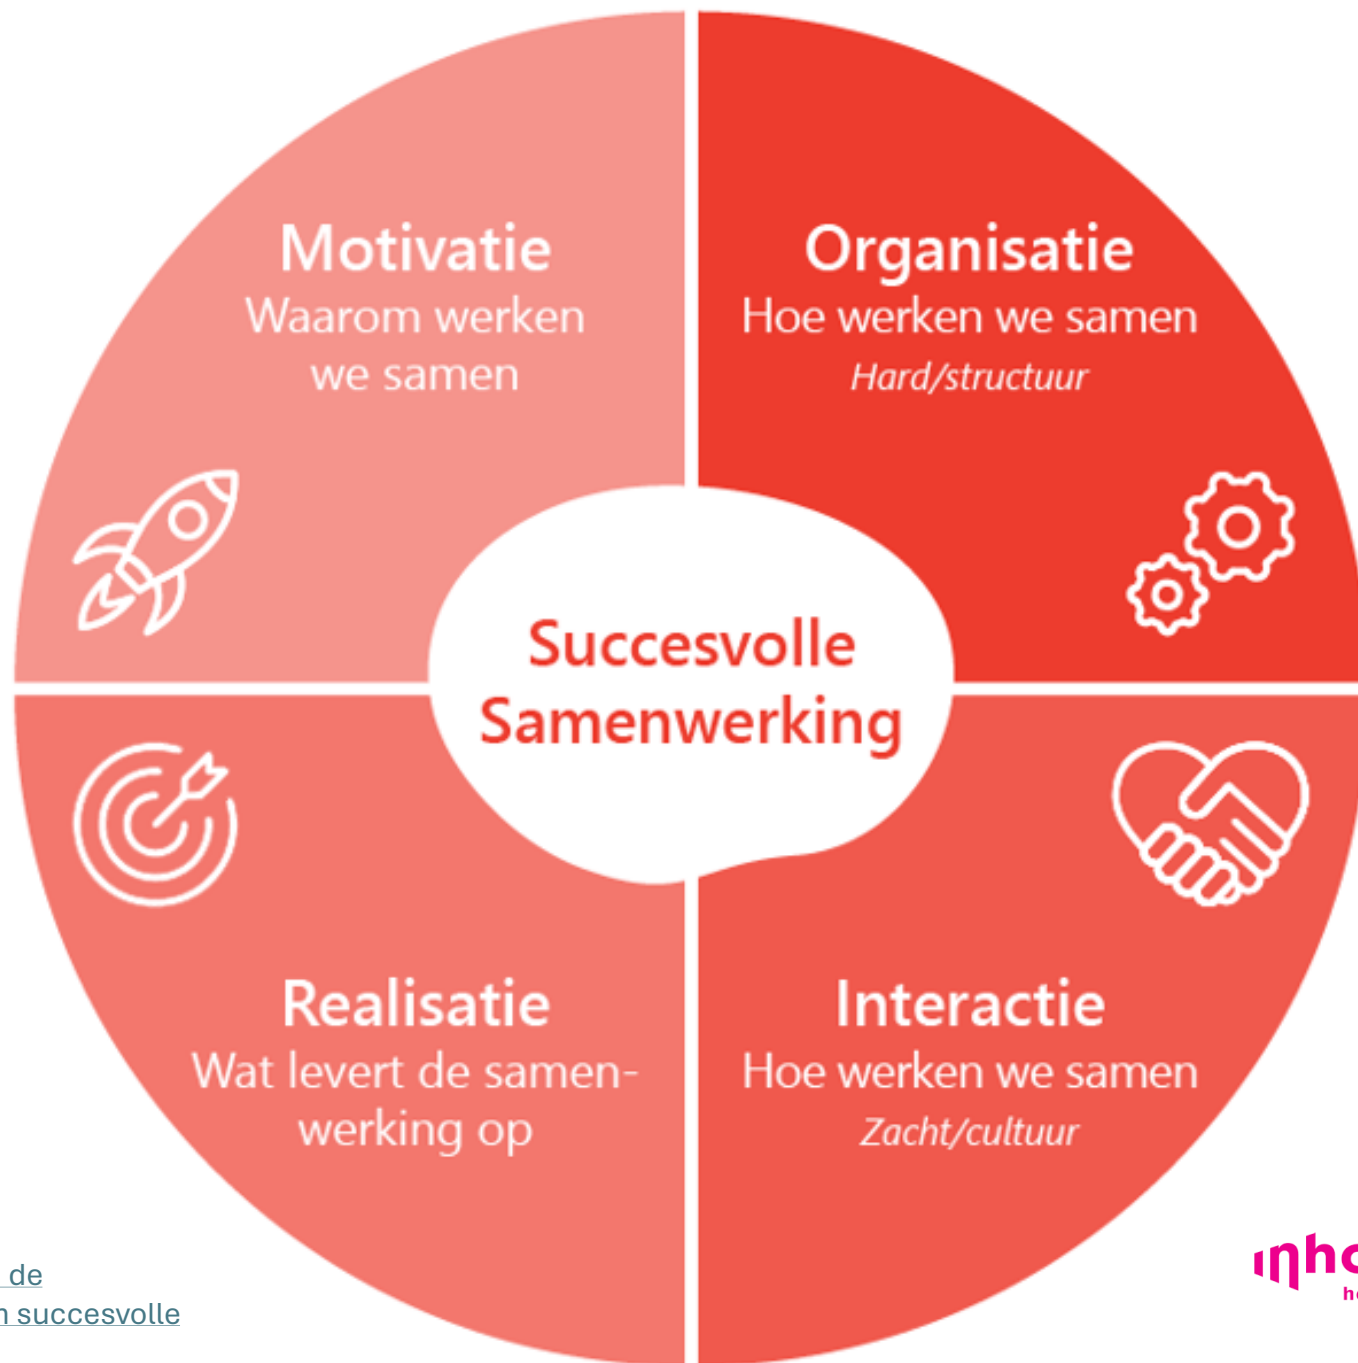 Motivatie
Waarom werken
we samen
Organisatie
Hoe werken we samen
Hard/structuur
Succesvolle
Samenwerking
Realisatie
Wat levert de samen-
werking op
Interactie
Hoe werken we samen
Zacht/cultuur
de
succesvolle